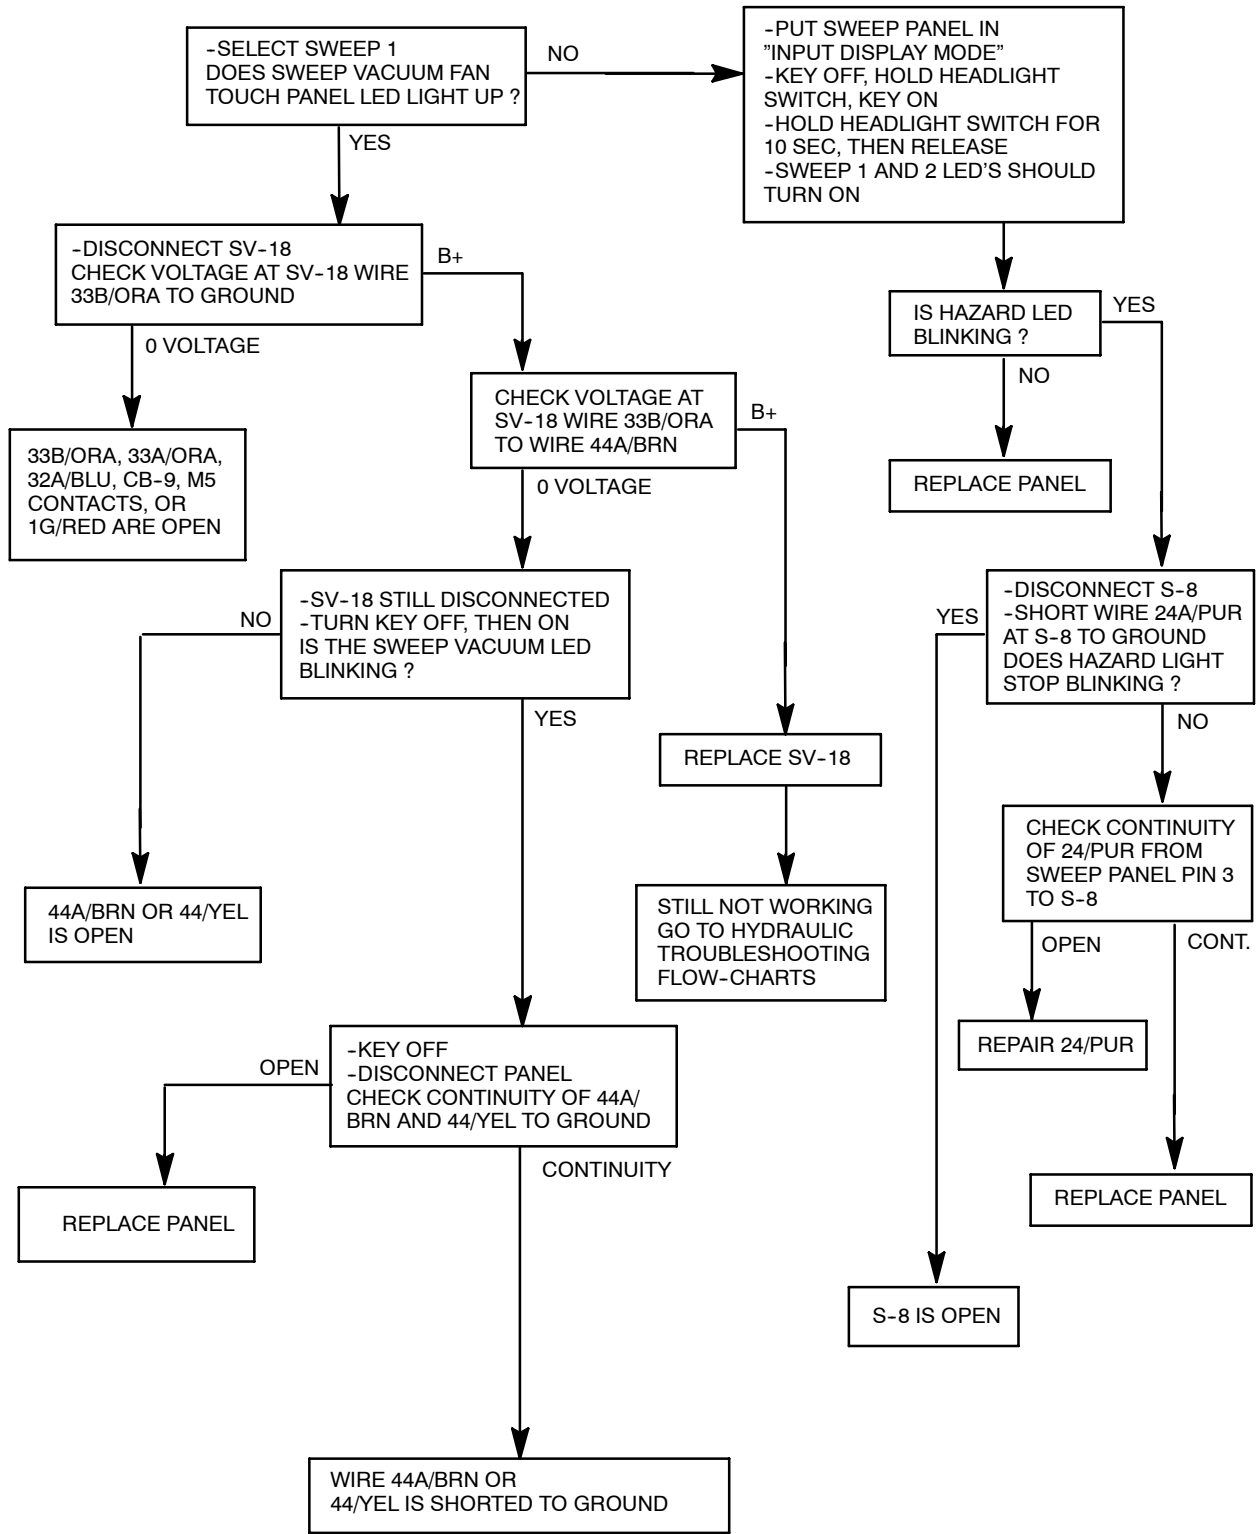 -SELECT SWEEP 1
DOES SWEEP VACUUM FAN
TOUCH PANEL LED LIGHT UP ?
NO
-PUT SWEEP PANEL IN
"INPUT DISPLAY MODE"
-KEY OFF, HOLD HEADLIGHT
SWITCH, KEY ON
-HOLD HEADLIGHT SWITCH FOR
10 SEC, THEN RELEASE
-SWEEP 1 AND 2 LED'S SHOULD
TURN ON
YES
-DISCONNECT SV-18
CHECK VOLTAGE AT SV-18 WIRE
33B/ORA TO GROUND
B+
0 VOLTAGE
IS HAZARD LED
BLINKING ?
YES
NO
CHECK VOLTAGE AT
SV-18 WIRE 33B/ORA
TO WIRE 44A/BRN
B+
0 VOLTAGE
33B/ORA, 33A/ORA,
32A/BLU, CB-9, M5
CONTACTS, OR
1G/RED ARE OPEN
REPLACE PANEL
-SV-18 STILL DISCONNECTED
-TURN KEY OFF, THEN ON
IS THE SWEEP VACUUM LED
BLINKING ?
NO
YES
-DISCONNECT S-8
-SHORT WIRE 24A/PUR
AT S-8 TO GROUND
DOES HAZARD LIGHT
STOP BLINKING ?
YES
NO
REPLACE SV-18
CHECK CONTINUITY
OF 24/PUR FROM
SWEEP PANEL PIN 3
TO S-8
OPEN
CONT.
44A/BRN OR 44/YEL
IS OPEN
STILL NOT WORKING
GO TO HYDRAULIC
TROUBLESHOOTING
FLOW-CHARTS
REPAIR 24/PUR
-KEY OFF
-DISCONNECT PANEL
CHECK CONTINUITY OF 44A/
BRN AND 44/YEL TO GROUND
OPEN
CONTINUITY
REPLACE PANEL
REPLACE PANEL
S-8 IS OPEN
WIRE 44A/BRN OR
44/YEL IS SHORTED TO GROUND